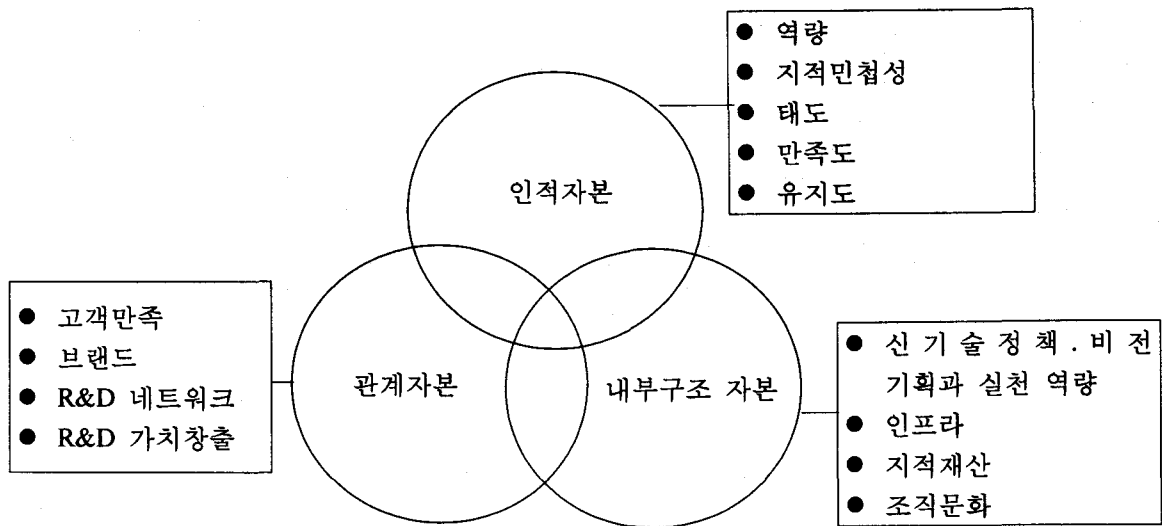 ● 역량
● 지적민첩성
● 태도
● 만족도
● 유지도
인적자본
● 고객만족
● 브랜드
● R&D 네트워크
● R&D 가치창출
관계자본
내부구조 자본
● 신 기 술 정 책 . 비 전
기획과 실천 역량
● 인프라
● 지적재산
● 조직문화